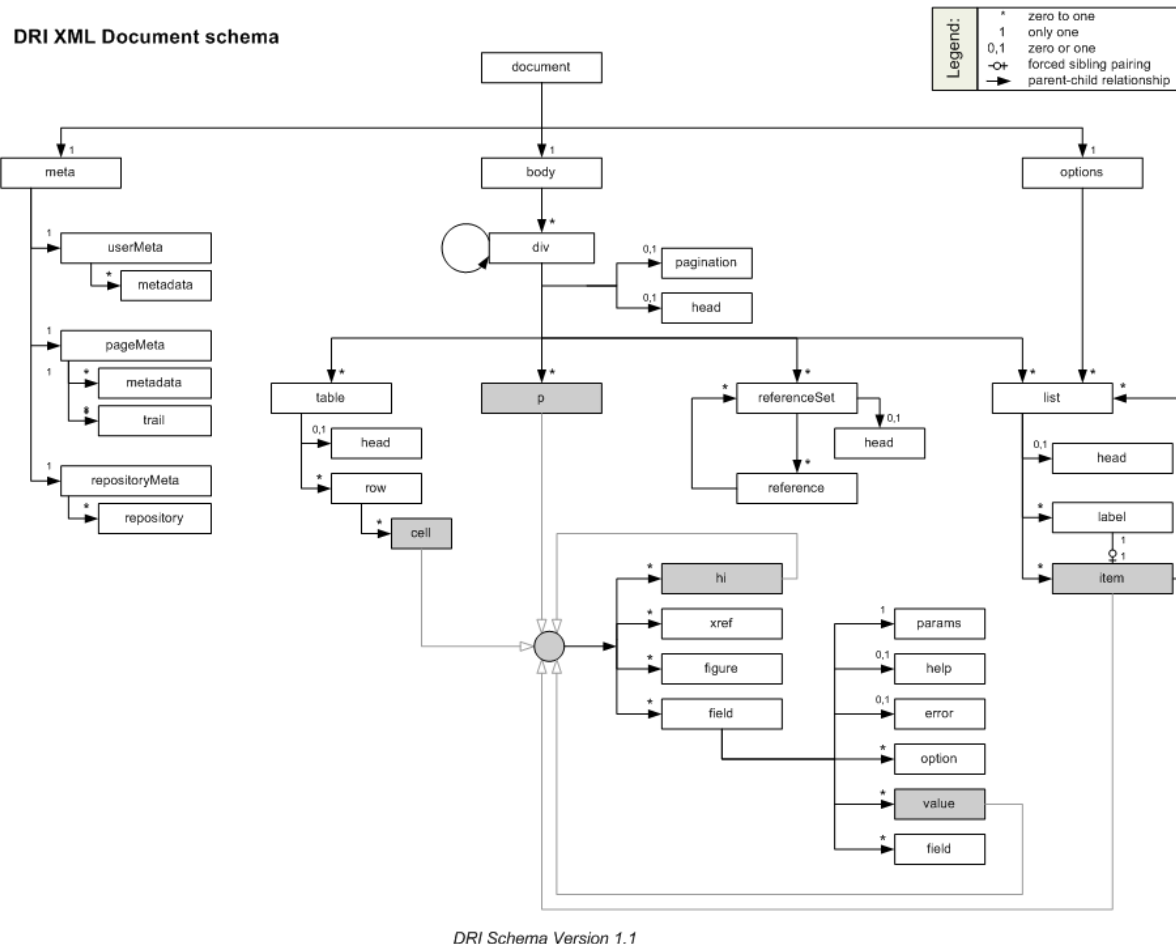 DRI XML Document schema
Legend:
* zero to one
1 only one
0,1 zero or one
forced sibling pairing
parent-child relationship
document
1 1 1
meta body options
*
1 userMeta
* metadata
div
0,1 pagination
0,1 head
1 pageMeta
1
* metadata
* trail
* * * * *
table p * referenceSet list *
0,1 head
0,1
head
0,1 head
* row
*
reference
1 repositoryMeta
* repository
* cell
* label
1
1
* item
* hi
* xref
* figure
* field
1 params
0,1 help
0,1 error
* option
* value
* field
DRI Schema Version 1.1